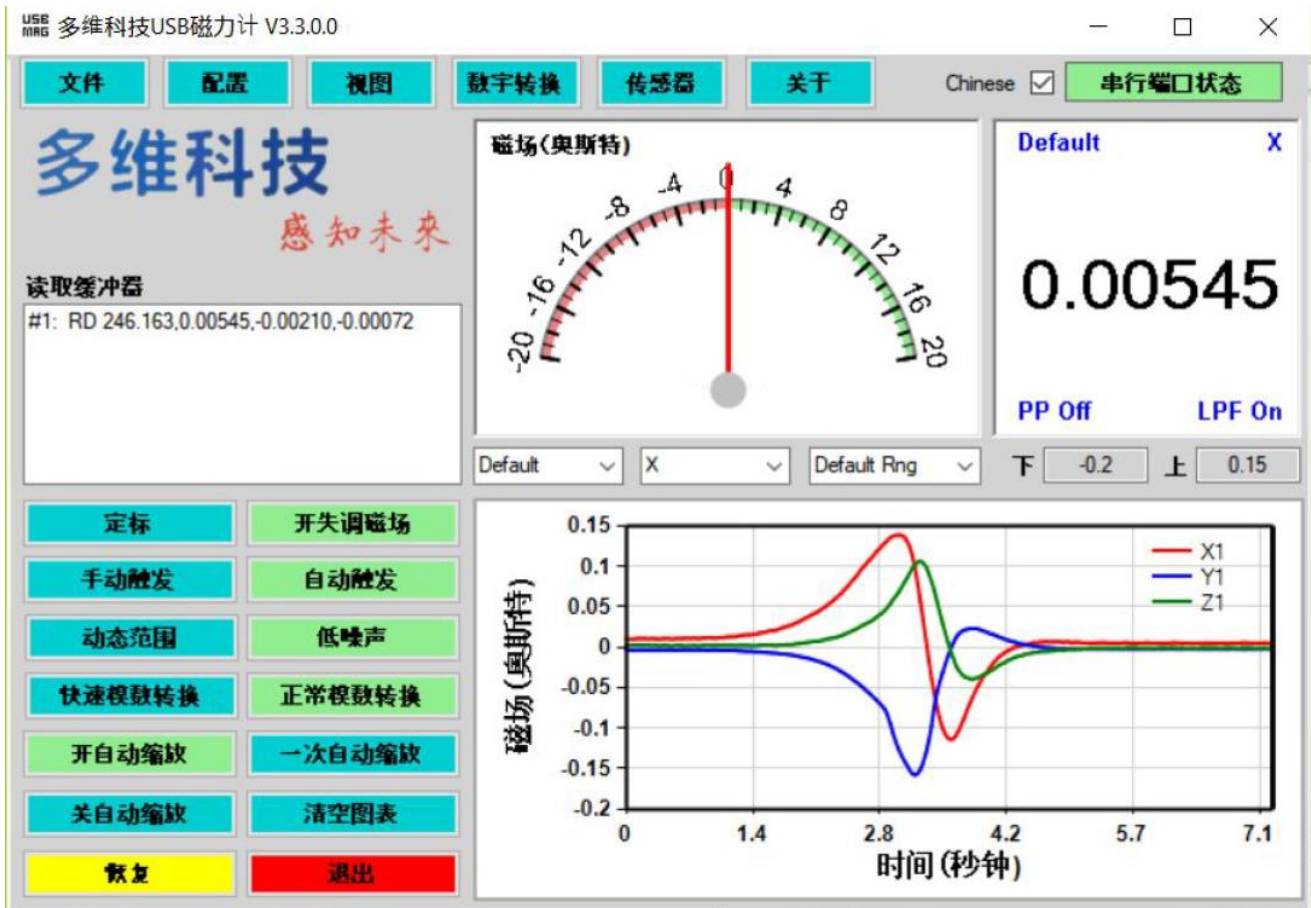 USB MAG 多维科技USB磁力计 V3.3.0.0
文件 配置 视图 数字转换 传感器 关于 Chinese 串行端口状态
多维科技
感知未来
读取缓冲器
#1: RD 246.163,0.00545,-0.00210,-0.00072
磁场(奥斯特)
-20 -16 -12 -8 -4 0 4 8 12 16 20
Default X
0.00545
PP Off LPF On
Default X Default Rng 下 -0.2 上 0.15
定标 开失调磁场
手动触发 自动触发
动态范围 低噪声
快速模数转换 正常模数转换
开自动缩放 一次自动缩放
关自动缩放 清空图表
恢复 退出
磁场(奥斯特)
0.15
0.1
0.05
0
-0.05
-0.1
-0.15
-0.2
X1
Y1
Z1
0 1.4 2.8 4.2 5.7 7.1
时间(秒钟)